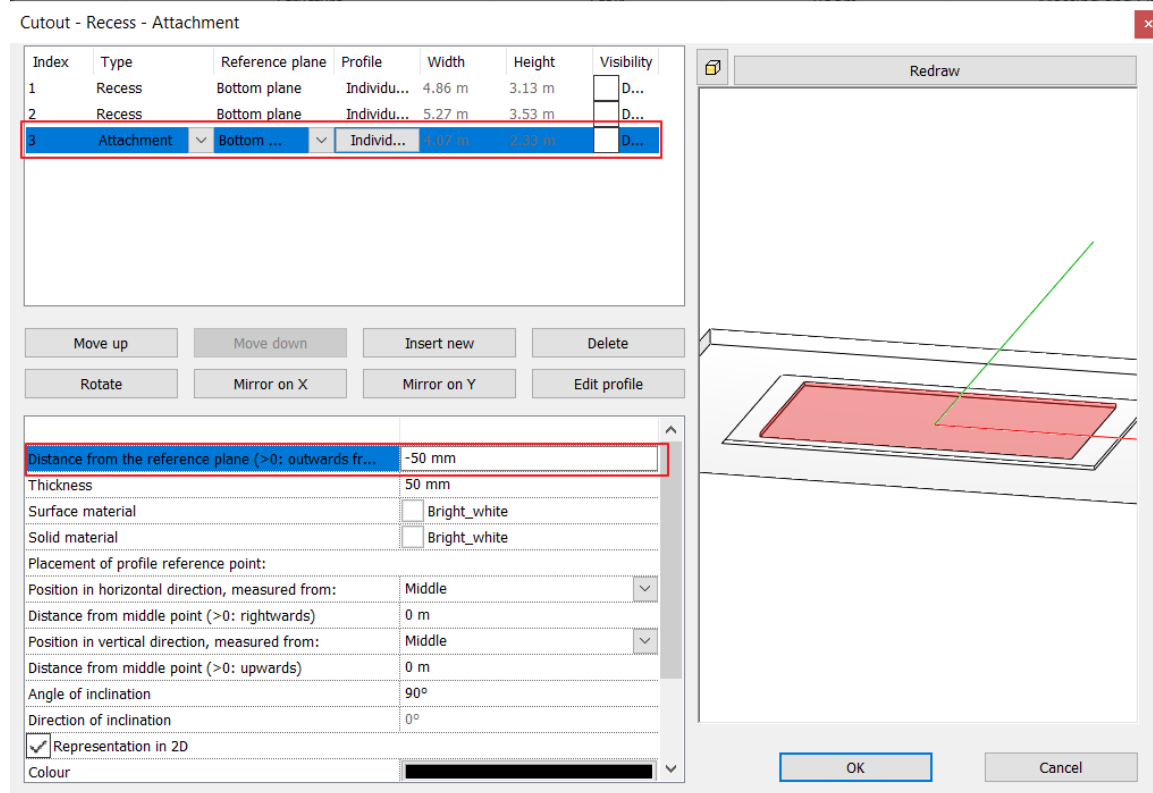 Cutout - Recess - Attachment
Index Type Reference plane Profile Width Height Visibility
1 Recess Bottom plane Individu... 4.86 m 3.13 m D...
2 Recess Bottom plane Individu... 5.27 m 3.53 m D...
3 Attachment Bottom ... Individ... 4.07 m 2.33 m D...
Redraw
Move up Move down Insert new Delete
Rotate Mirror on X Mirror on Y Edit profile
Distance from the reference plane (>0: outwards fr... -50 mm
Thickness 50 mm
Surface material Bright_white
Solid material Bright_white
Placement of profile reference point:
Position in horizontal direction, measured from: Middle
Distance from middle point (>0: rightwards) 0 m
Position in vertical direction, measured from: Middle
Distance from middle point (>0: upwards) 0 m
Angle of inclination 90°
Direction of inclination 0°
Representation in 2D
Colour
OK Cancel